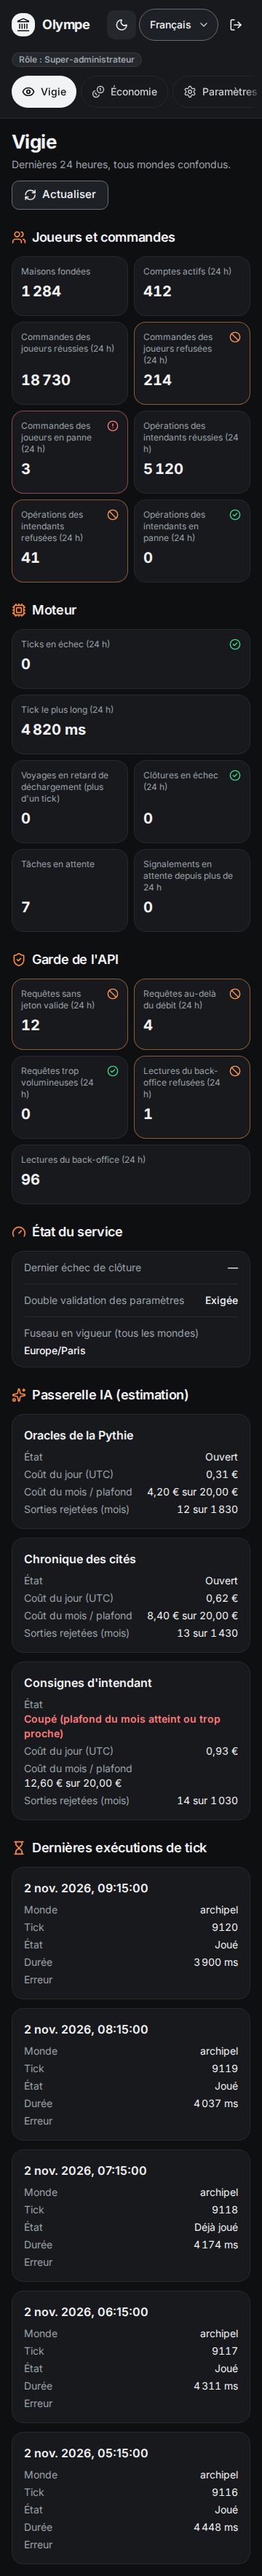 Olympe
Français
Rôle : Super-administrateur
Vigie
Économie
Paramètres
Vigie
Dernières 24 heures, tous mondes confondus.
Actualiser
Joueurs et commandes
Maisons fondées
1 284
Comptes actifs (24 h)
412
Commandes des
joueurs réussies (24 h)
18 730
Commandes des
joueurs refusées
(24 h)
214
Commandes des
joueurs en panne
(24 h)
3
Opérations des
intendants réussies (24
h)
5 120
Opérations des
intendants
refusées (24 h)
41
Opérations des
intendants en
panne (24 h)
0
Moteur
Ticks en échec (24 h)
0
Tick le plus long (24 h)
4 820 ms
Voyages en retard de
déchargement (plus
d'un tick)
0
Clôtures en échec
(24 h)
0
Tâches en attente
7
Signalements en
attente depuis plus de
24 h
0
Garde de l'API
Requêtes sans
jeton valide (24 h)
12
Requêtes au-delà
du débit (24 h)
4
Requêtes trop
volumineuses (24
h)
0
Lectures du back-
office refusées (24
h)
1
Lectures du back-office (24 h)
96
État du service
Dernier échec de clôture —
Double validation des paramètres Exigée
Fuseau en vigueur (tous les mondes)
Europe/Paris
Passerelle IA (estimation)
Oracles de la Pythie
État Ouvert
Coût du jour (UTC) 0,31 €
Coût du mois / plafond 4,20 € sur 20,00 €
Sorties rejetées (mois) 12 sur 1 830
Chronique des cités
État Ouvert
Coût du jour (UTC) 0,62 €
Coût du mois / plafond 8,40 € sur 20,00 €
Sorties rejetées (mois) 13 sur 1 430
Consignes d'intendant
État
Coupé (plafond du mois atteint ou trop
proche)
Coût du jour (UTC) 0,93 €
Coût du mois / plafond
12,60 € sur 20,00 €
Sorties rejetées (mois) 14 sur 1 030
Dernières exécutions de tick
2 nov. 2026, 09:15:00
Monde archipel
Tick 9120
État Joué
Durée 3 900 ms
Erreur
2 nov. 2026, 08:15:00
Monde archipel
Tick 9119
État Joué
Durée 4 037 ms
Erreur
2 nov. 2026, 07:15:00
Monde archipel
Tick 9118
État Déjà joué
Durée 4 174 ms
Erreur
2 nov. 2026, 06:15:00
Monde archipel
Tick 9117
État Joué
Durée 4 311 ms
Erreur
2 nov. 2026, 05:15:00
Monde archipel
Tick 9116
État Joué
Durée 4 448 ms
Erreur